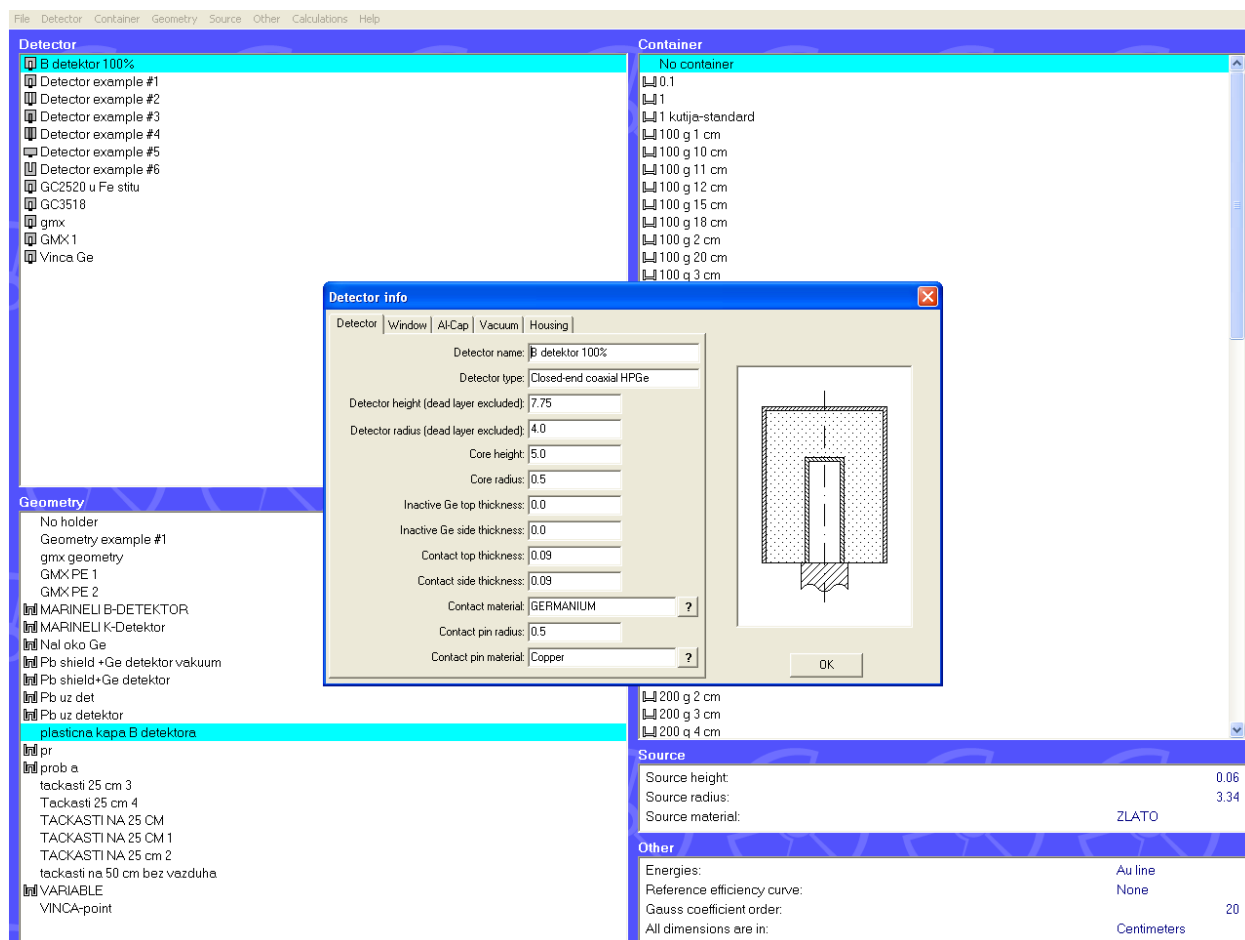 File Detector Container Geometry Source Other Calculations Help
Detector
B detektor 100%
Detector example #1
Detector example #2
Detector example #3
Detector example #4
Detector example #5
Detector example #6
GC2520 u Fe stitu
GC3518
gmx
GMX 1
Vinca Ge
Container
No container
0.1
1
1 kutija-standard
100 g 1 cm
100 g 10 cm
100 g 11 cm
100 g 12 cm
100 g 15 cm
100 g 18 cm
100 g 2 cm
100 g 20 cm
100 g 3 cm
Detector info
Detector Window Al-Cap Vacuum Housing
Detector name: B detektor 100%
Detector type: Closed-end coaxial HPGe
Detector height (dead layer excluded): 7.75
Detector radius (dead layer excluded): 4.0
Core height: 5.0
Core radius: 0.5
Inactive Ge top thickness: 0.0
Inactive Ge side thickness: 0.0
Contact top thickness: 0.09
Contact side thickness: 0.09
Contact material: GERMANIUM ?
Contact pin radius: 0.5
Contact pin material: Copper ?
OK
Geometry
No holder
Geometry example #1
gmx geometry
GMX PE 1
GMX PE 2
MARINELI B-DETEKTOR
MARINELI K-Detektor
NaI oko Ge
Pb shield +Ge detektor vakuum
Pb shield+Ge detektor
Pb uz det
Pb uz detektor
plasticna kapa B detektora
pr
prob a
tackasti 25 cm 3
Tackasti 25 cm 4
TACKASTI NA 25 CM
TACKASTI NA 25 CM 1
TACKASTI NA 25 cm 2
tackasti na 50 cm bez vazduha
VARIABLE
VINCA-point
200 g 2 cm
200 g 3 cm
200 g 4 cm
Source
Source height: 0.06
Source radius: 3.34
Source material: ZLATO
Other
Energies: Au line
Reference efficiency curve: None
Gauss coefficient order: 20
All dimensions are in: Centimeters